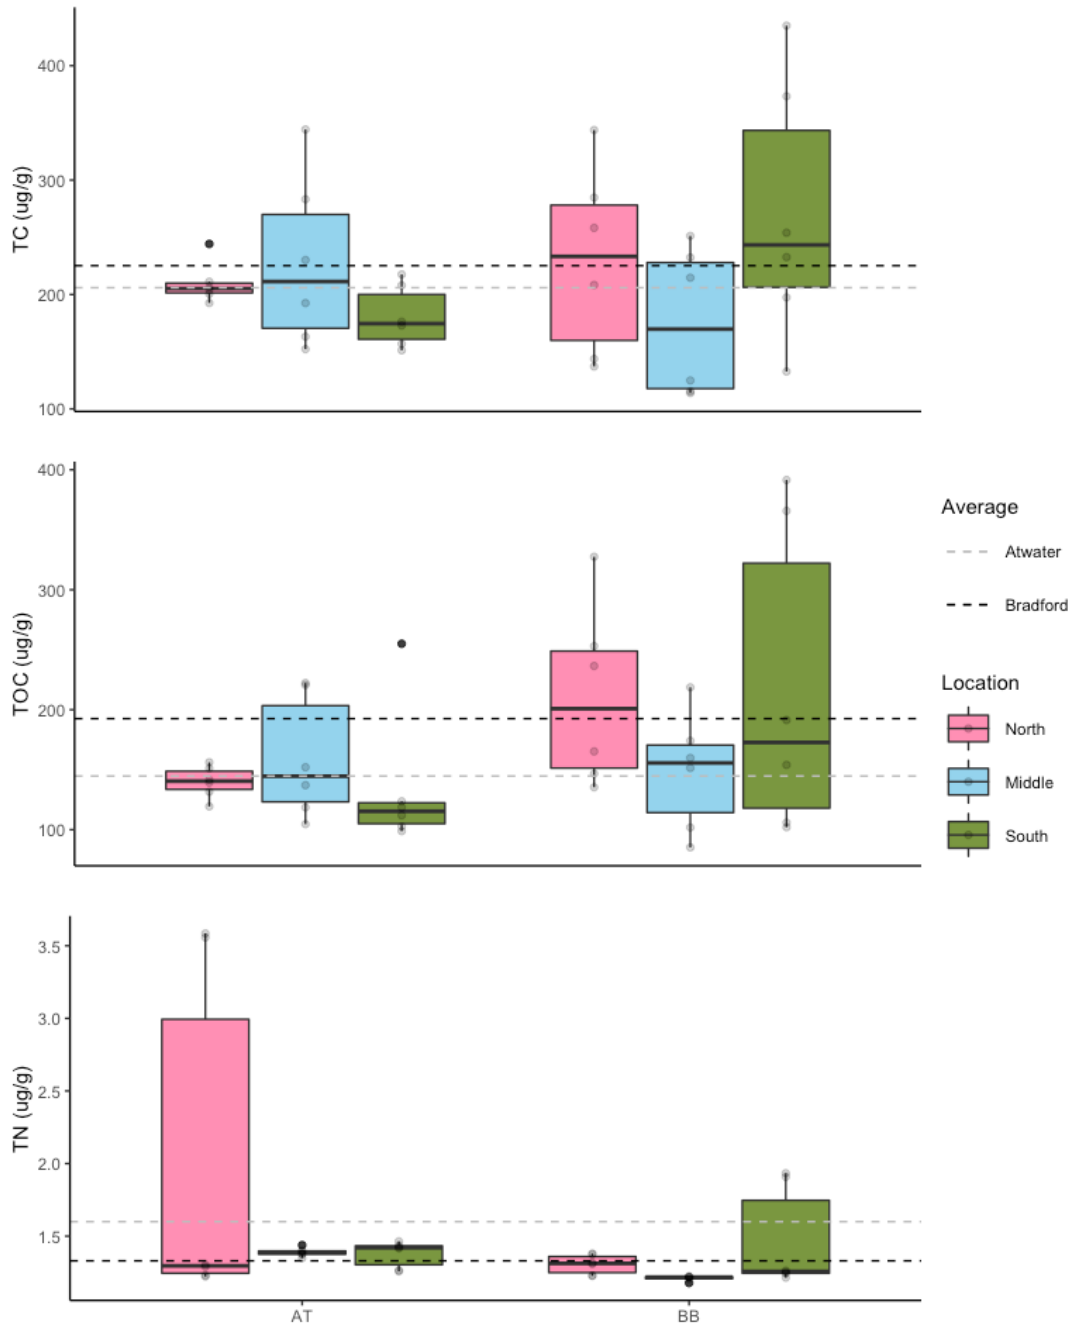 TC (ug/g)
400
300
200
100
TOC (ug/g)
400
300
200
100
Average
Atwater
Bradford
Location
North
Middle
South
TN (ug/g)
3.5
3.0
2.5
2.0
1.5
AT
BB